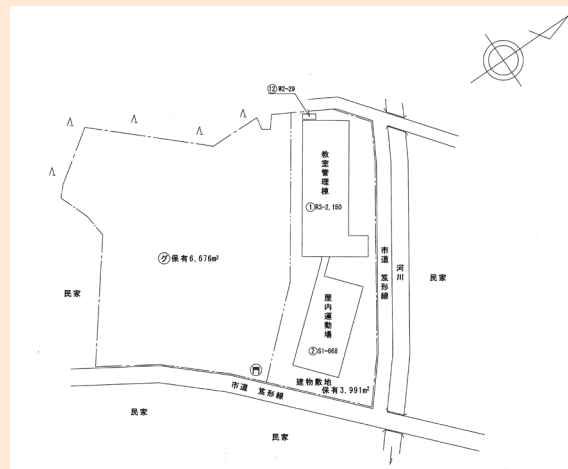 ⑫W2-29
教室管理棟
①R3-2,150
市道 笈形線
河川
民家
㋗保有6,676m²
民家
屋内運動場
②S1-668
門
建物敷地
保有3,991m²
市道 笈形線
民家
民家